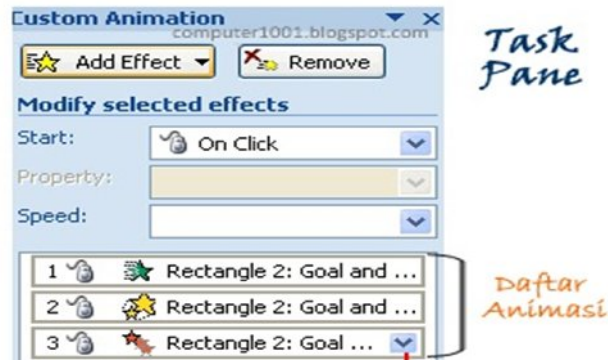 Custom Animation
computer1001.blogspot.com
Add Effect
Remove
Modify selected effects
Start:
On Click
Property:
Speed:
1 Rectangle 2: Goal and ...
2 Rectangle 2: Goal and ...
3 Rectangle 2: Goal ...
Task
Pane
Daftar
Animasi